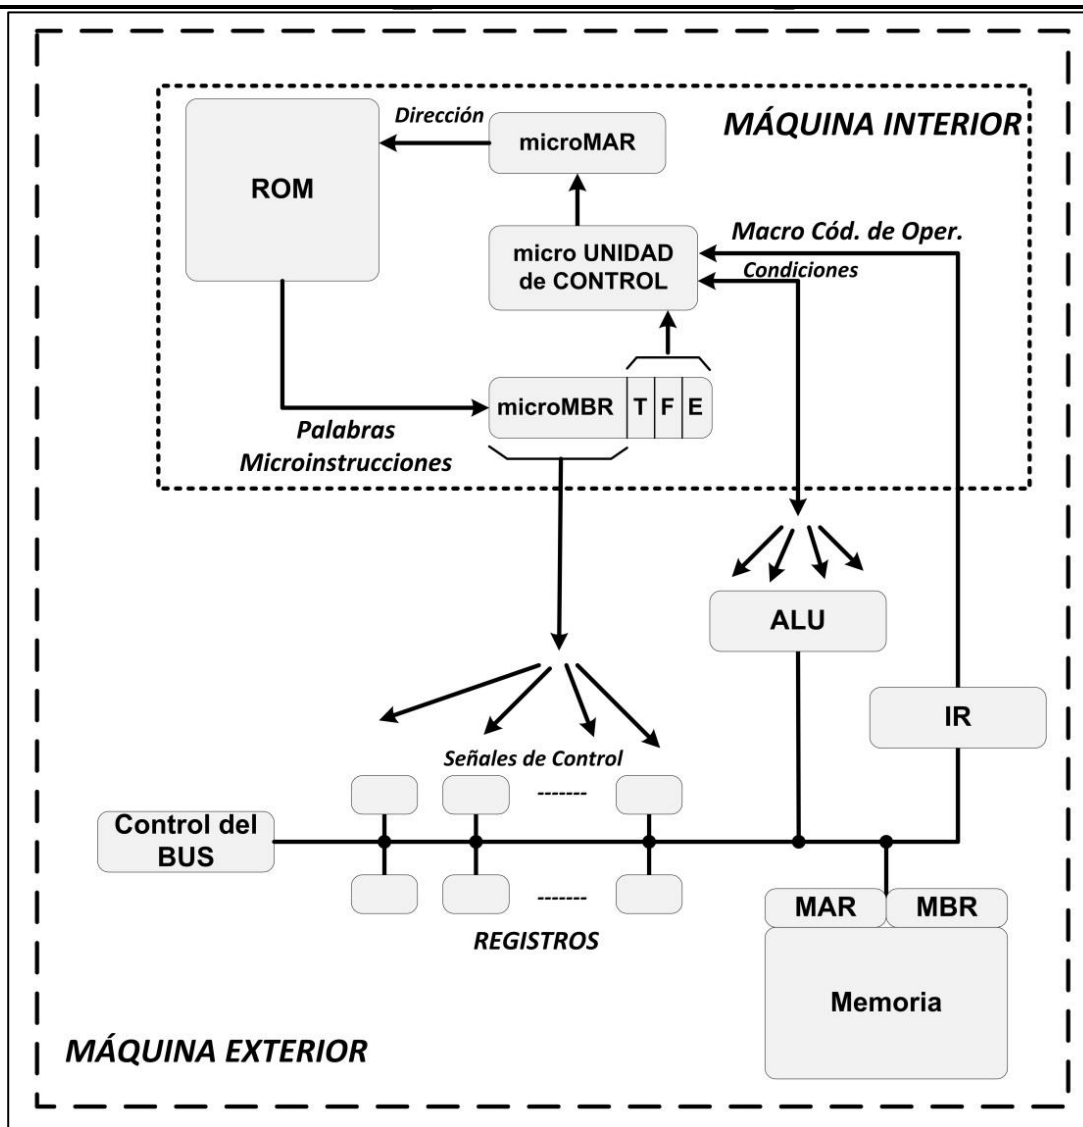 MÁQUINA INTERIOR
Dirección
microMAR
ROM
micro UNIDAD
de CONTROL
Macro Cód. de Oper.
Condiciones
microMBR T F E
Palabras
Microinstrucciones
ALU
IR
Señales de Control
-------
Control del
BUS
------
REGISTROS
MAR MBR
Memoria
MÁQUINA EXTERIOR